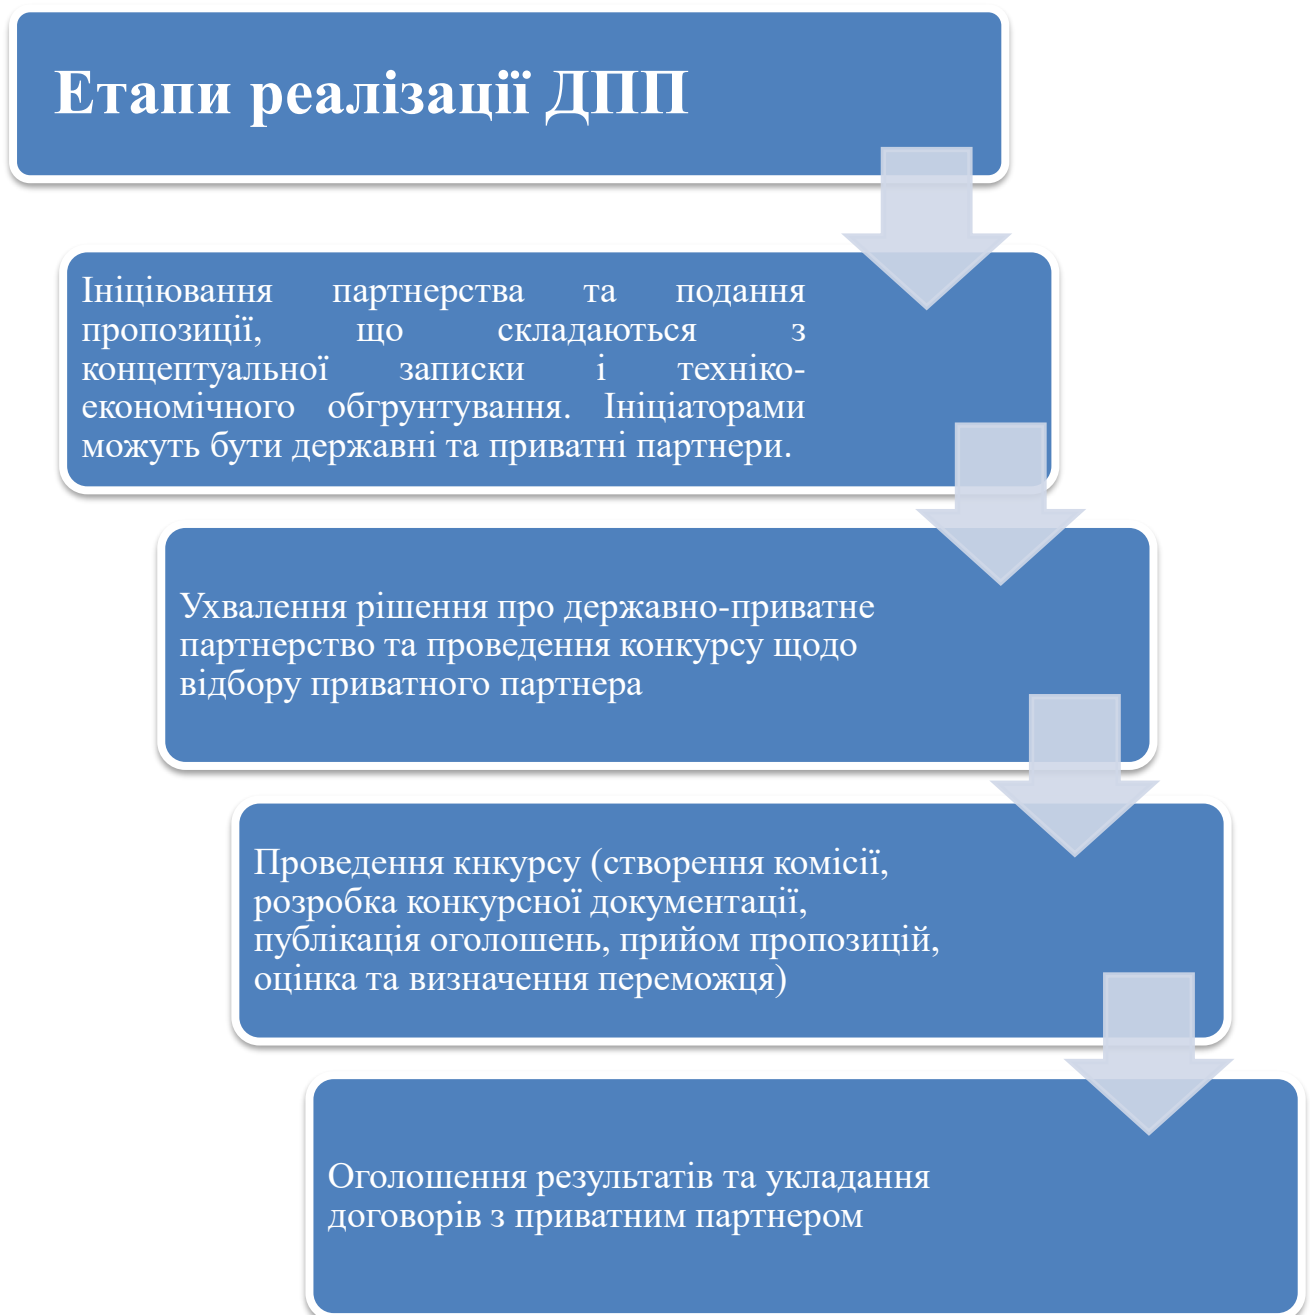 Етапи реалізації ДПП
Ініціювання партнерства та подання
пропозиції, що складаються з
концептуальної записки і техніко-
економічного обгрунтування. Ініціаторами
можуть бути державні та приватні партнери.
Ухвалення рішення про державно-приватне
партнерство та проведення конкурсу щодо
відбору приватного партнера
Проведення кнкурсу (створення комісії,
розробка конкурсної документації,
публікація оголошень, прийом пропозицій,
оцінка та визначення переможця)
Оголошення результатів та укладання
договорів з приватним партнером